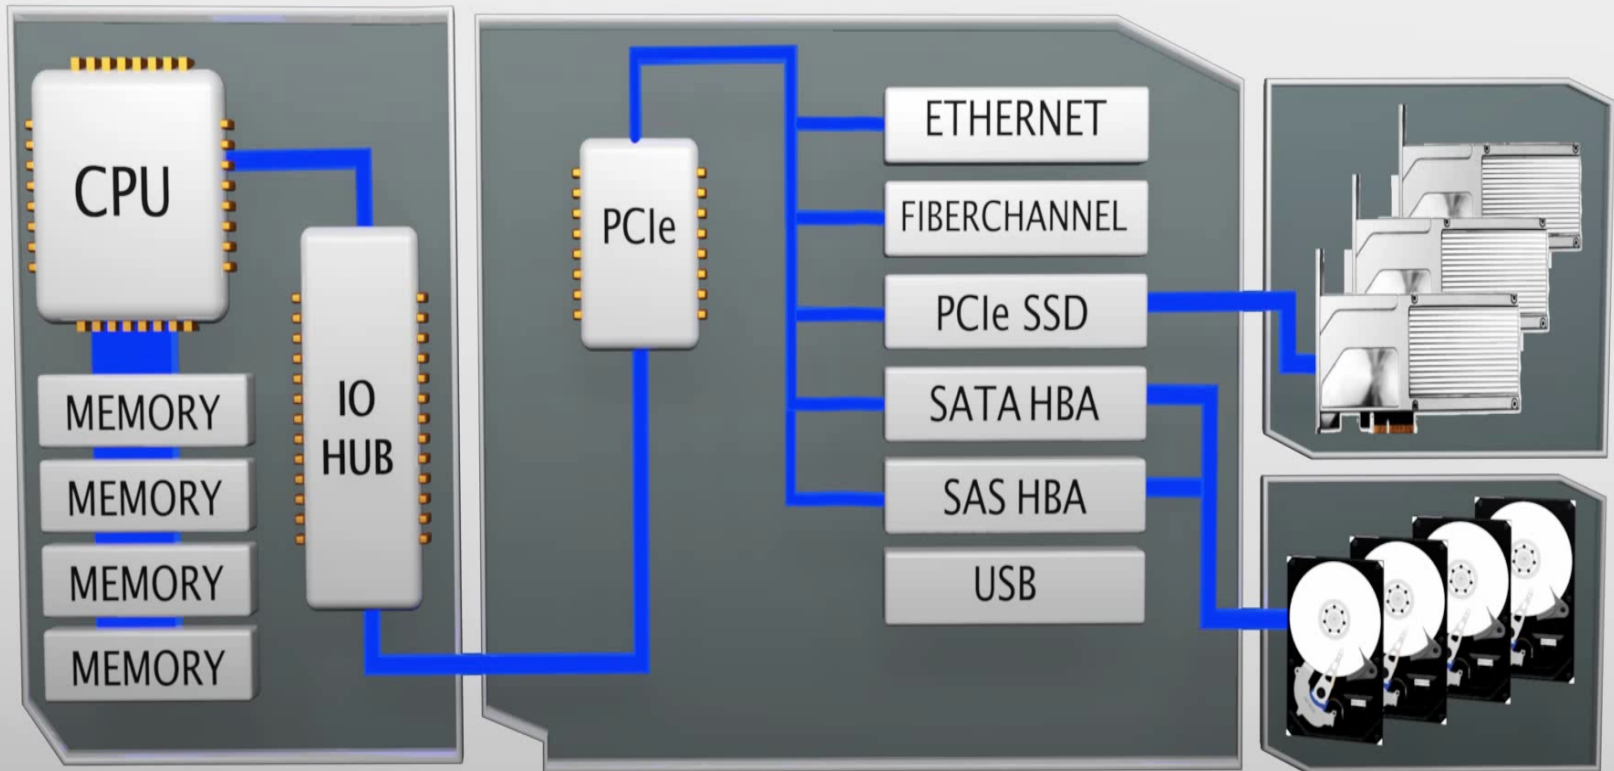 CPU
MEMORY
MEMORY
MEMORY
MEMORY
IO
HUB
PCIe
ETHERNET
FIBERCHANNEL
PCIe SSD
SATA HBA
SAS HBA
USB